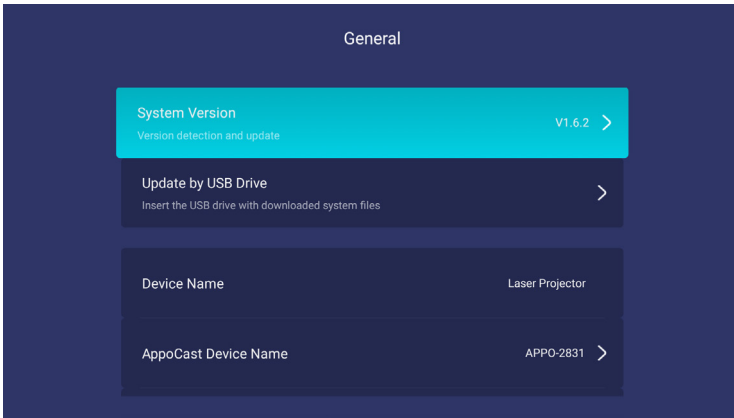 General
System Version
V1.6.2
Version detection and update
Update by USB Drive
Insert the USB drive with downloaded system files
Device Name
Laser Projector
AppoCast Device Name
APPO-2831